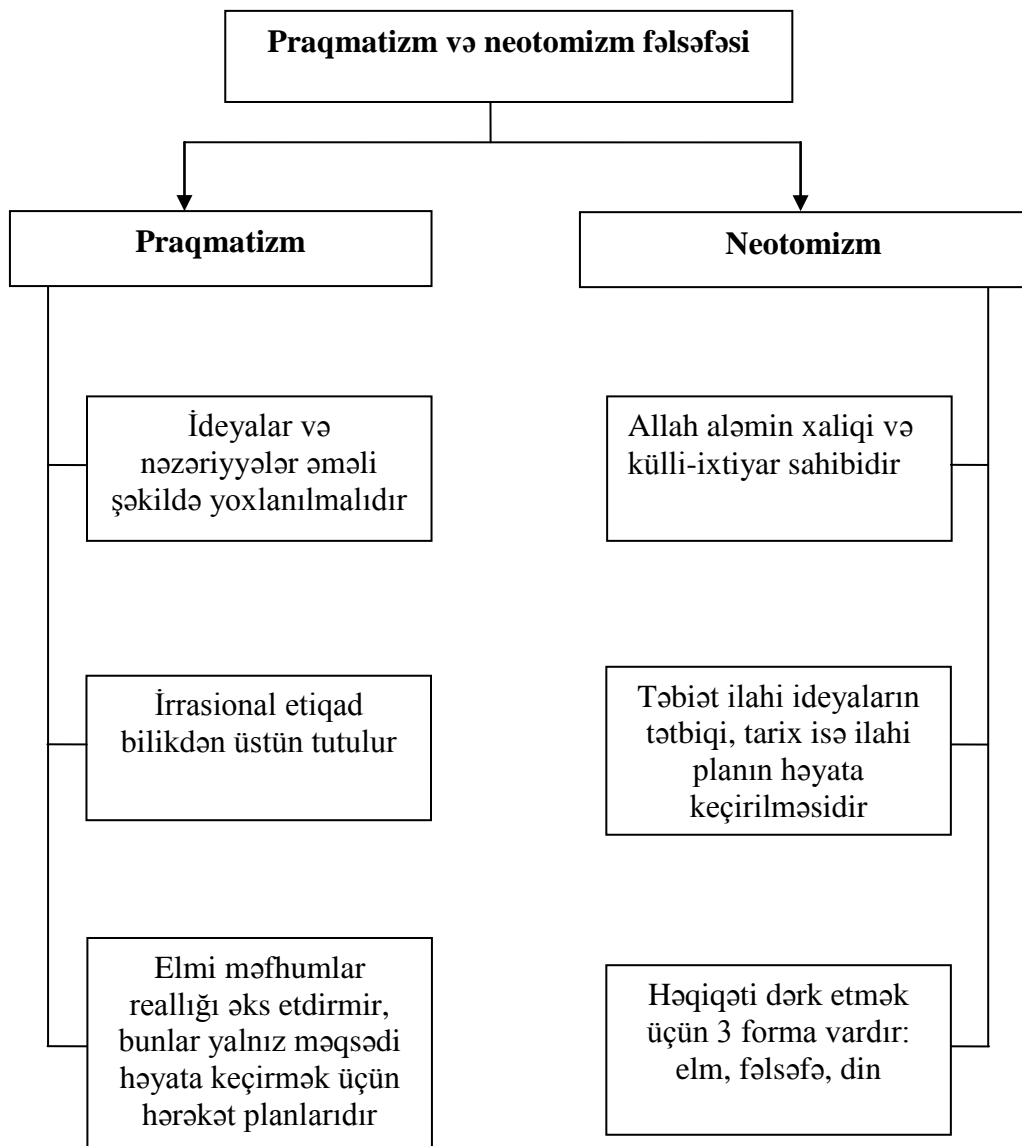 Praqmatizm və neotomizm fəlsəfəsi
Praqmatizm
İdeyalar və
nəzəriyyələr əməli
şəkildə yoxlanılmalıdır
İrrasional etiqad
bilikdən üstün tutulur
Elmi məfhumlar
reallığı əks etdirmir,
bunlar yalnız məqsədi
həyata keçirmək üçün
hərəkət planlarıdır
Neotomizm
Allah aləmin xaliqi və
külli-ixtiyar sahibidir
Təbiət ilahi ideyaların
tətbiqi, tarix isə ilahi
planın həyata
keçirilməsidir
Həqiqəti dərk etmək
üçün 3 forma vardır:
elm, fəlsəfə, din